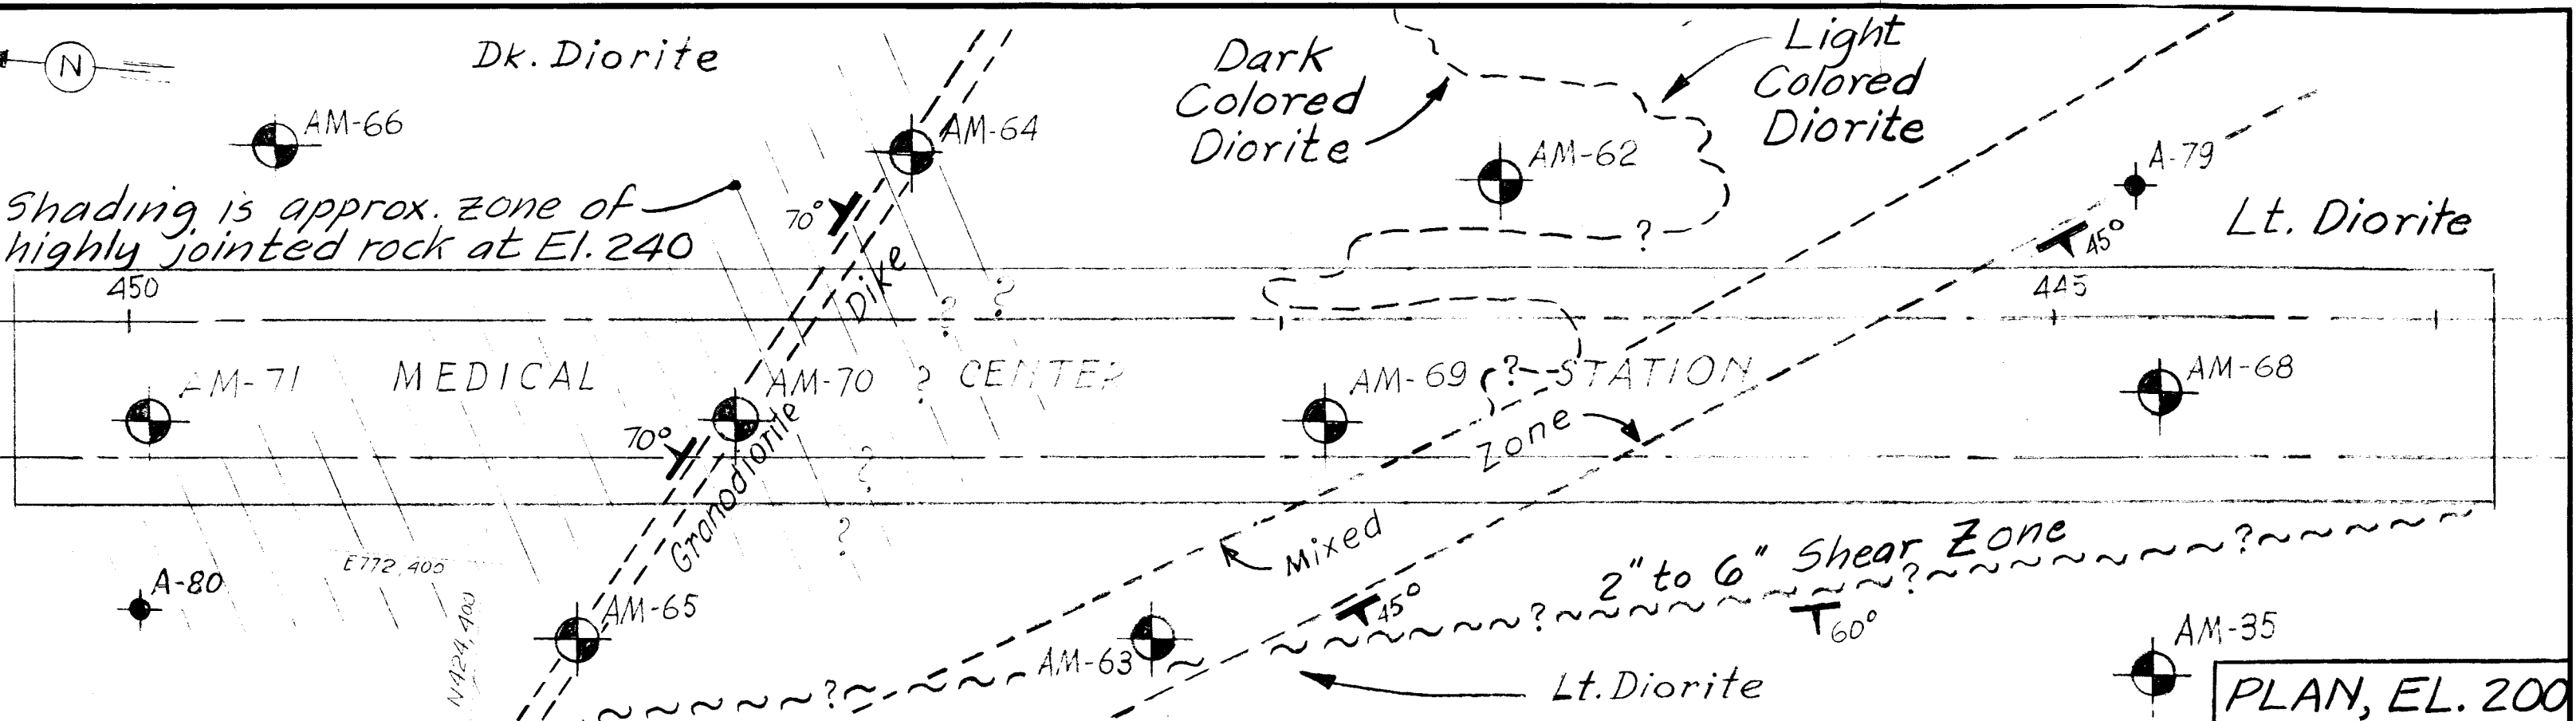 N
Dk. Diorite
Dark
Colored
Diorite
Light
Colored
Diorite
AM-66
AM-64
AM-62
A-79
Shading is approx. zone of
highly jointed rock at El. 240
70°
Dike
?
45°
Lt. Diorite
450
445
?
?
AM-71
MEDICAL
AM-70
?
CENTER
AM-69
?
STATION
AM-68
70°
Granodiorite
?
?
Zone
Mixed
E772,405
N424,400
A-80
AM-65
AM-63
45°
2" to 6" Shear Zone
?
?
?
?
60°
Lt. Diorite
AM-35
PLAN, EL. 200